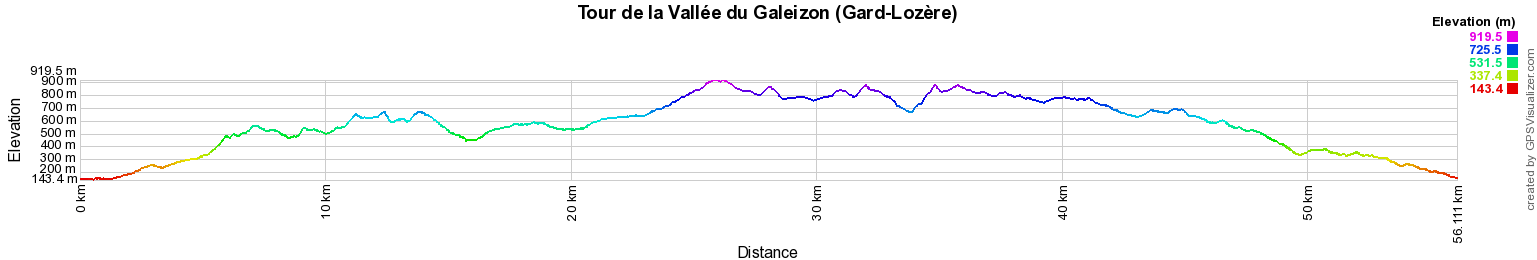 Tour de la Vallée du Galeizon (Gard-Lozère)
Elevation (m)
919.5
725.5
531.5
337.4
143.4
919.5 m
900 m
800 m
700 m
600 m
500 m
400 m
300 m
200 m
143.4 m
Elevation
0 km
10 km
20 km
30 km
40 km
50 km
56.111 km
Distance
created by GPSVisualizer.com